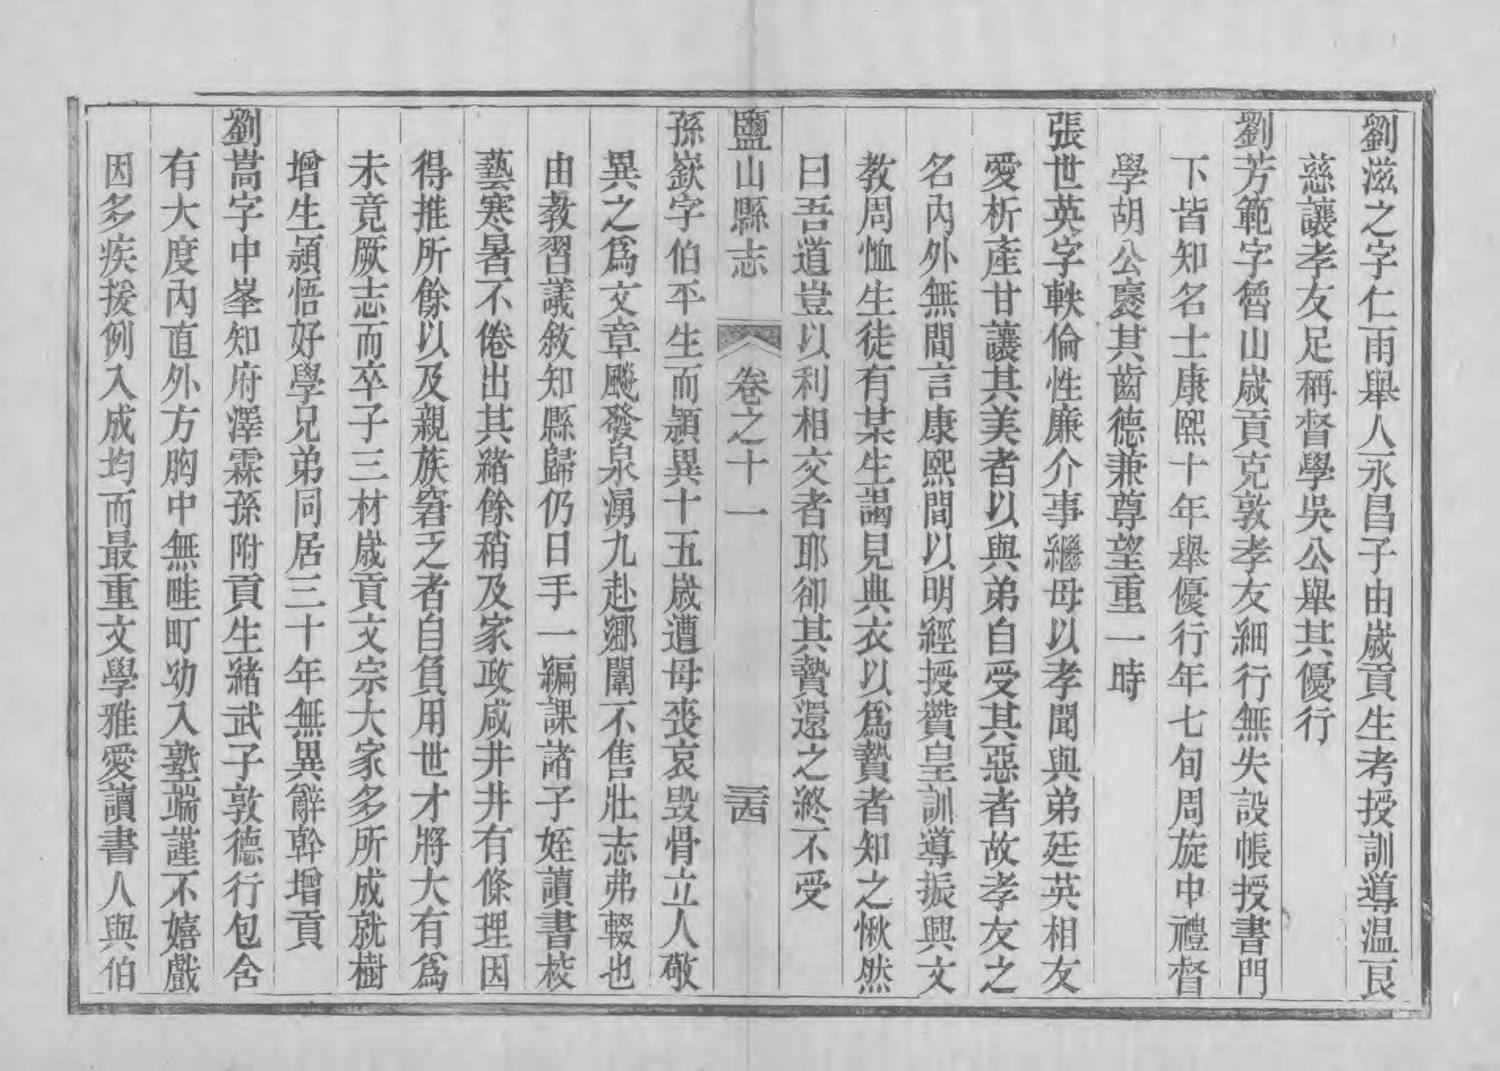 劉滋之字仁雨舉人永昌子由歲貢生考授訓導温良
慈讓孝友足稱督學吳公舉其優行
劉芳範字魯山歲貢克敦孝友細行無失設帳授書門
下皆知名士康熙十年舉優行年七旬周旋中禮督
學胡公褒其齒德兼尊望重一時
張世英字軼倫性廉介事繼母以孝聞與弟廷英相友
愛析產甘讓其美者以與弟自受其惡者故孝友之
名內外無間言康熙間以明經授贊皇訓導振興文
教周恤生徒有某生謁見典衣以為贄者知之愀然
曰吾道豈以利相交者耶卻其贄還之終不受
鹽山縣志 卷之十一 三四
孫嶔字伯平生而穎異十五歲遭母喪哀毀骨立人敬
異之為文章飈發泉湧九赴鄉闈不售壯志弗輟也
由教習議敘知縣歸仍日手一編課諸子姪讀書校
藝寒暑不倦出其緒餘稍及家政咸井井有條理因
得推所餘以及親族窘乏者自負用世才將大有為
未竟厥志而卒子三材歲貢文宗大家多所成就樹
增生穎悟好學兄弟同居三十年無異辭幹增貢
劉嵩字中峯知府澤霖孫附貢生緒武子敦德行包含
有大度內直外方胸中無畦町幼入塾端謹不嬉戲
因多疾援例入成均而最重文學雅愛讀書人與伯